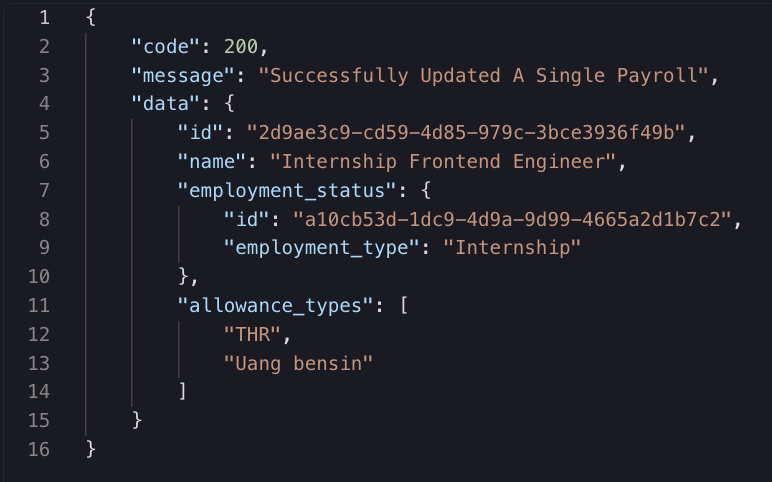 1 {
2 "code": 200,
3 "message": "Successfully Updated A Single Payroll",
4 "data": {
5 "id": "2d9ae3c9-cd59-4d85-979c-3bce3936f49b",
6 "name": "Internship Frontend Engineer",
7 "employment_status": {
8 "id": "a10cb53d-1dc9-4d9a-9d99-4665a2d1b7c2",
9 "employment_type": "Internship"
10 },
11 "allowance_types": [
12 "THR",
13 "Uang bensin"
14 ]
15 }
16 }